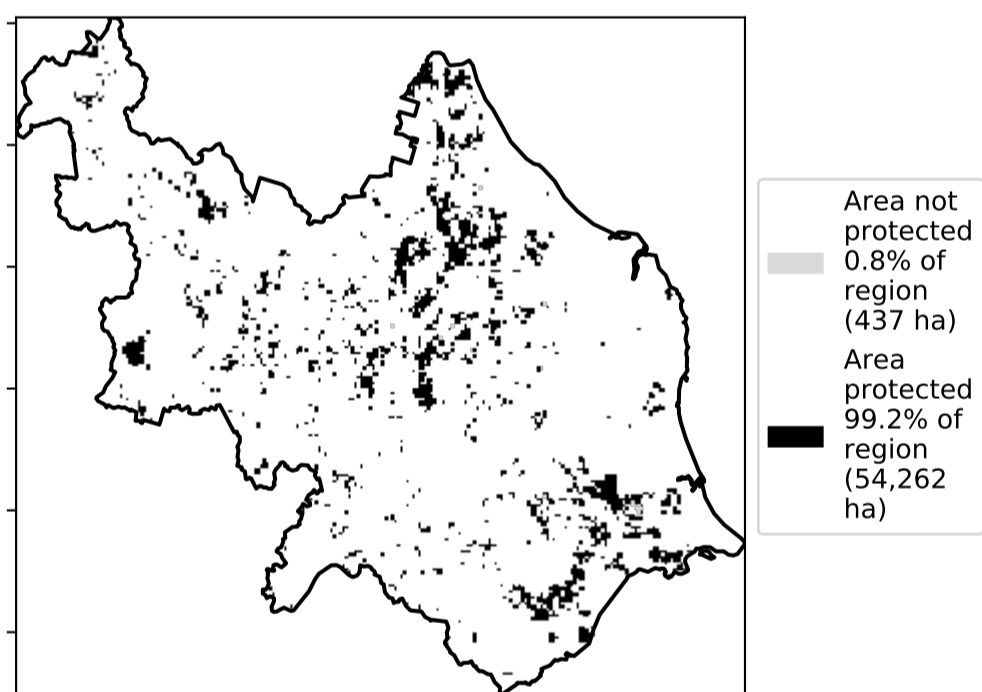 Area not
protected
0.8% of
region
(437 ha)
Area
protected
99.2% of
region
(54,262
ha)